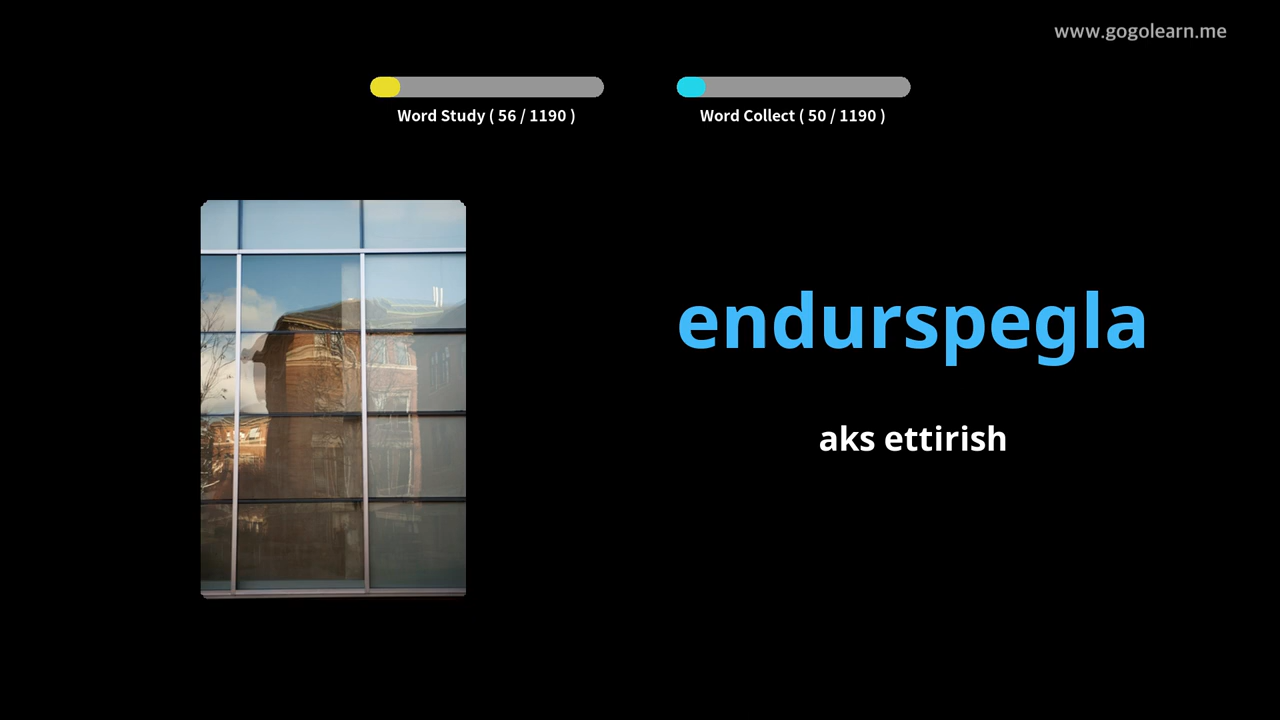 www.gogolearn.me
Word Study ( 56 / 1190 )
Word Collect ( 50 / 1190 )
endurspegla
aks ettirish